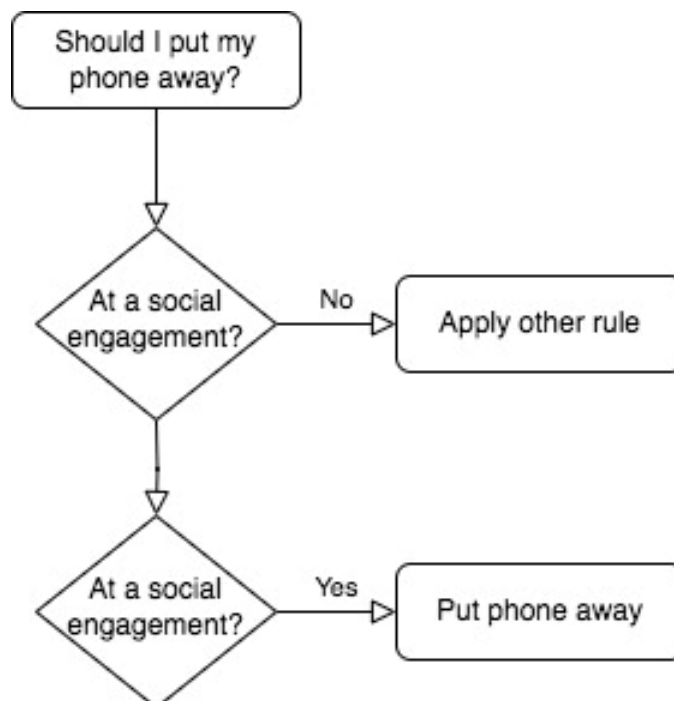 Should I put my
phone away?
At a social
engagement?
No
Apply other rule
At a social
engagement?
Yes
Put phone away